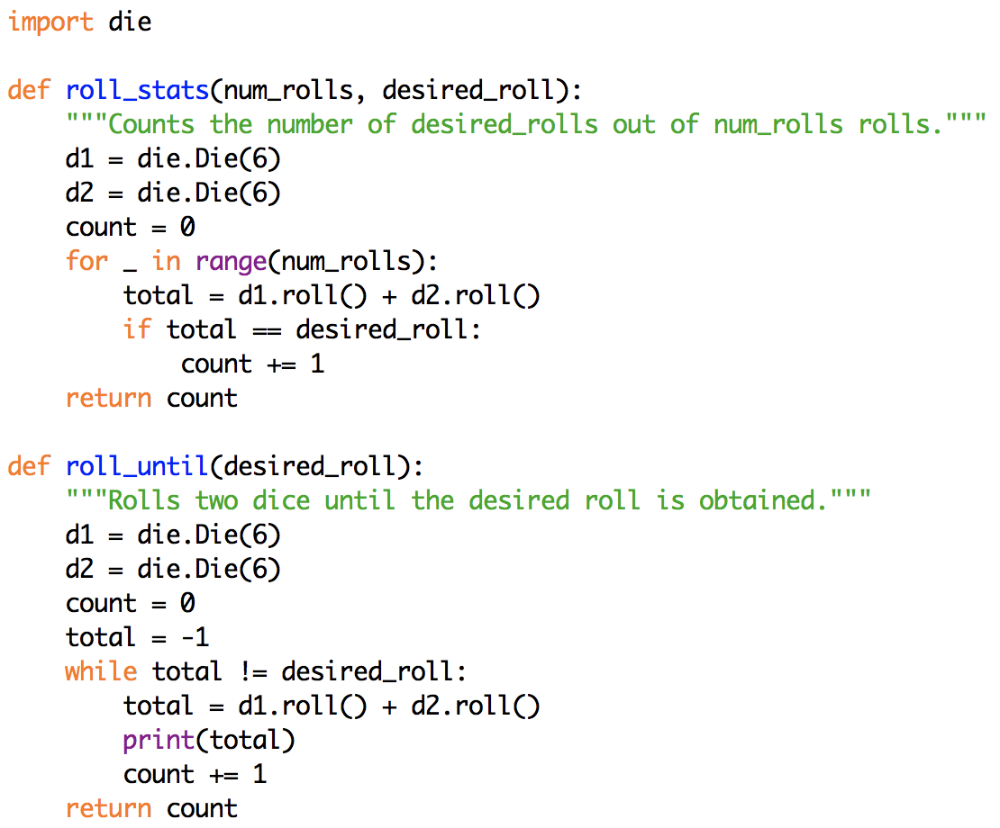 import die

def roll_stats(num_rolls, desired_roll):
    """Counts the number of desired_rolls out of num_rolls rolls."""
    d1 = die.Die(6)
    d2 = die.Die(6)
    count = 0
    for _ in range(num_rolls):
        total = d1.roll() + d2.roll()
        if total == desired_roll:
            count += 1
    return count

def roll_until(desired_roll):
    """Rolls two dice until the desired roll is obtained."""
    d1 = die.Die(6)
    d2 = die.Die(6)
    count = 0
    total = -1
    while total != desired_roll:
        total = d1.roll() + d2.roll()
        print(total)
        count += 1
    return count